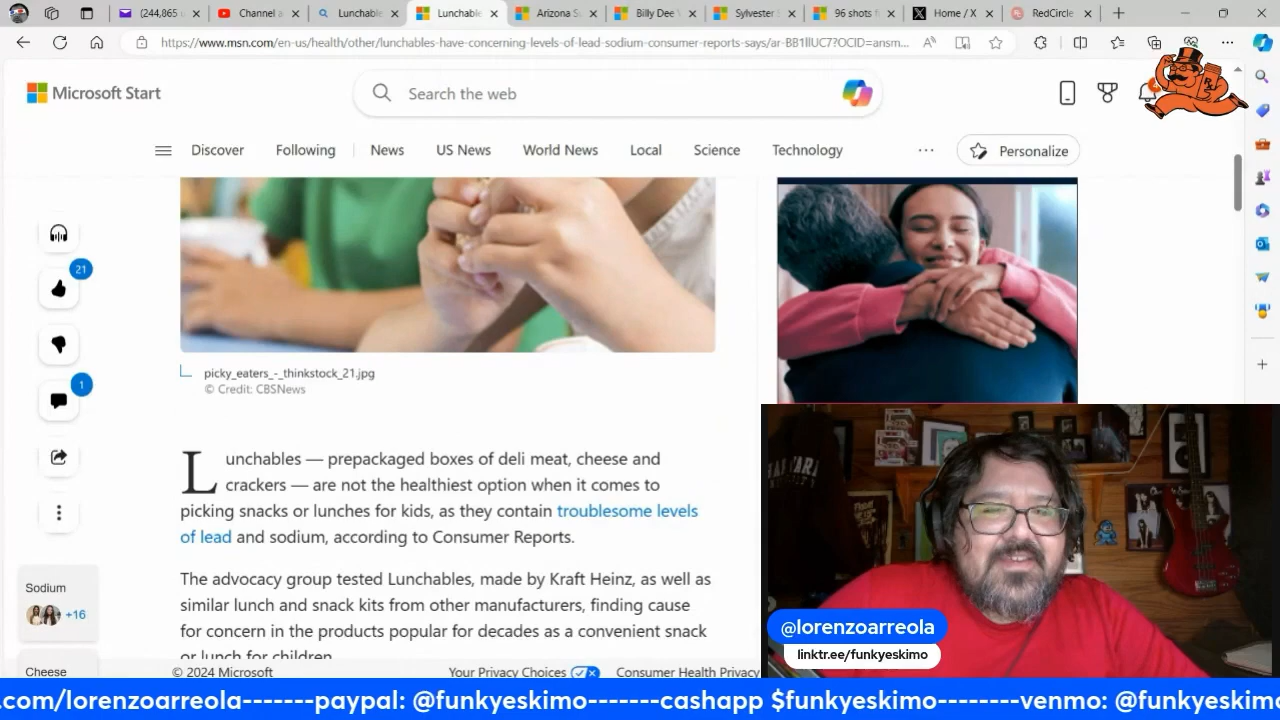 (244,865 u
Channel a
Lunchable
Lunchable
Arizona S
Billy Dee
Sylvester
96 shots f
Home / X
RedCircle
https://www.msn.com/en-us/health/other/lunchables-have-concerning-levels-of-lead-sodium-consumer-reports-says/ar-BB1llUC7?OCID=ansm...
Microsoft Start
Search the web
Discover
Following
News
US News
World News
Local
Science
Technology
Personalize
21
1
picky_eaters_-_thinkstock_21.jpg
© Credit: CBSNews
Lunchables — prepackaged boxes of deli meat, cheese and
crackers — are not the healthiest option when it comes to
picking snacks or lunches for kids, as they contain troublesome levels
of lead and sodium, according to Consumer Reports.
The advocacy group tested Lunchables, made by Kraft Heinz, as well as
similar lunch and snack kits from other manufacturers, finding cause
for concern in the products popular for decades as a convenient snack
or lunch for children.
Sodium
+16
Cheese
© 2024 Microsoft
Your Privacy Choices
Consumer Health Privacy
@lorenzoarreola
linktr.ee/funkyeskimo
.com/lorenzoarreola-------paypal: @funkyeskimo-------cashapp $funkyeskimo--------venmo: @funkyeskimo